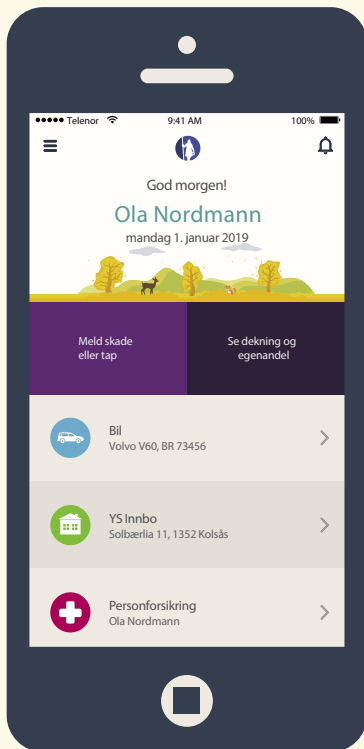 Telenor 9:41 AM 100%
God morgen!
Ola Nordmann
mandag 1. januar 2019
Meld skade
eller tap
Se dekning og
egenandel
Bil
Volvo V60, BR 73456
YS Innbo
Solbærlia 11, 1352 Kolsås
Personforsikring
Ola Nordmann